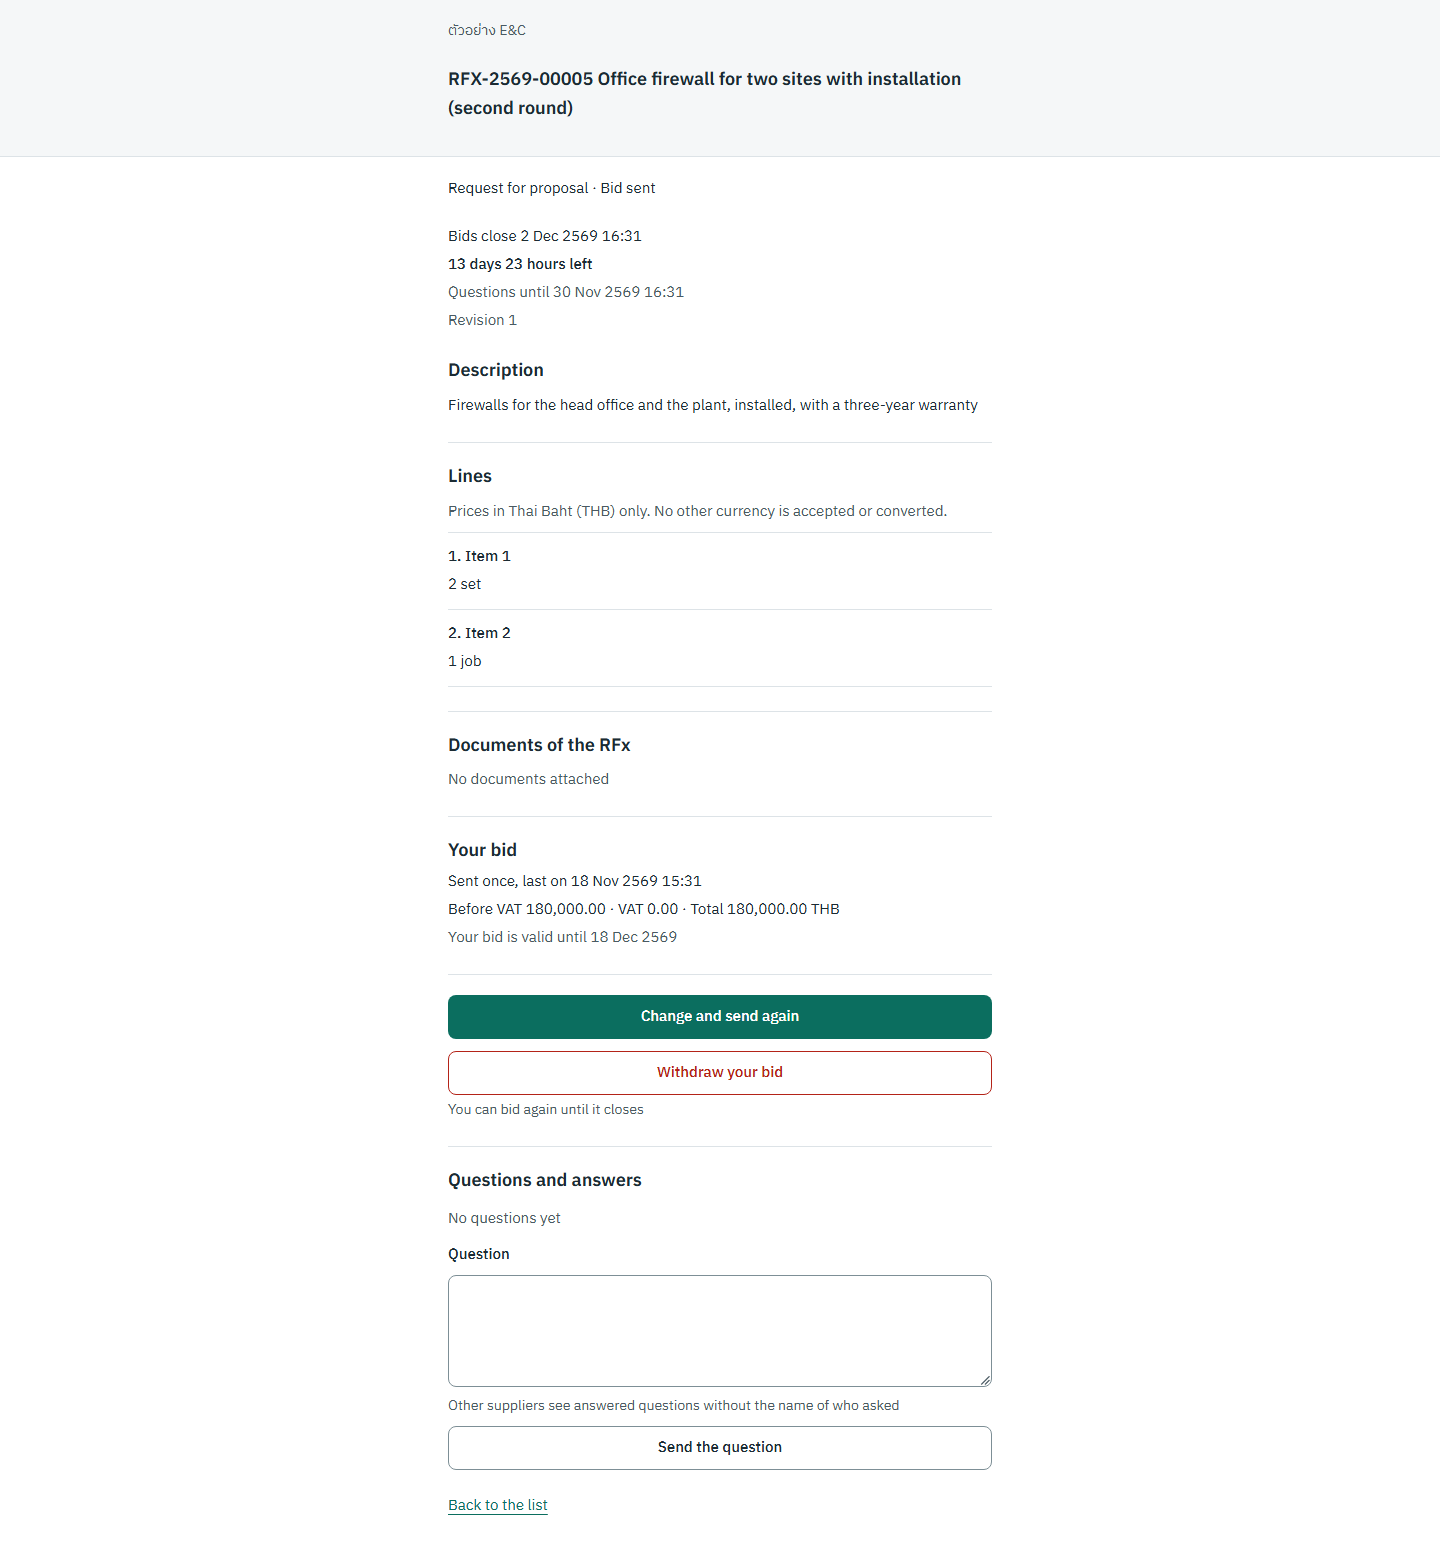 ตัวอย่าง E&C
RFX-2569-00005 Office firewall for two sites with installation
(second round)
Request for proposal · Bid sent
Bids close 2 Dec 2569 16:31
13 days 23 hours left
Questions until 30 Nov 2569 16:31
Revision 1
Description
Firewalls for the head office and the plant, installed, with a three-year warranty
Lines
Prices in Thai Baht (THB) only. No other currency is accepted or converted.
1. Item 1
2 set
2. Item 2
1 job
Documents of the RFx
No documents attached
Your bid
Sent once, last on 18 Nov 2569 15:31
Before VAT 180,000.00 · VAT 0.00 · Total 180,000.00 THB
Your bid is valid until 18 Dec 2569
Change and send again
Withdraw your bid
You can bid again until it closes
Questions and answers
No questions yet
Question
Other suppliers see answered questions without the name of who asked
Send the question
Back to the list